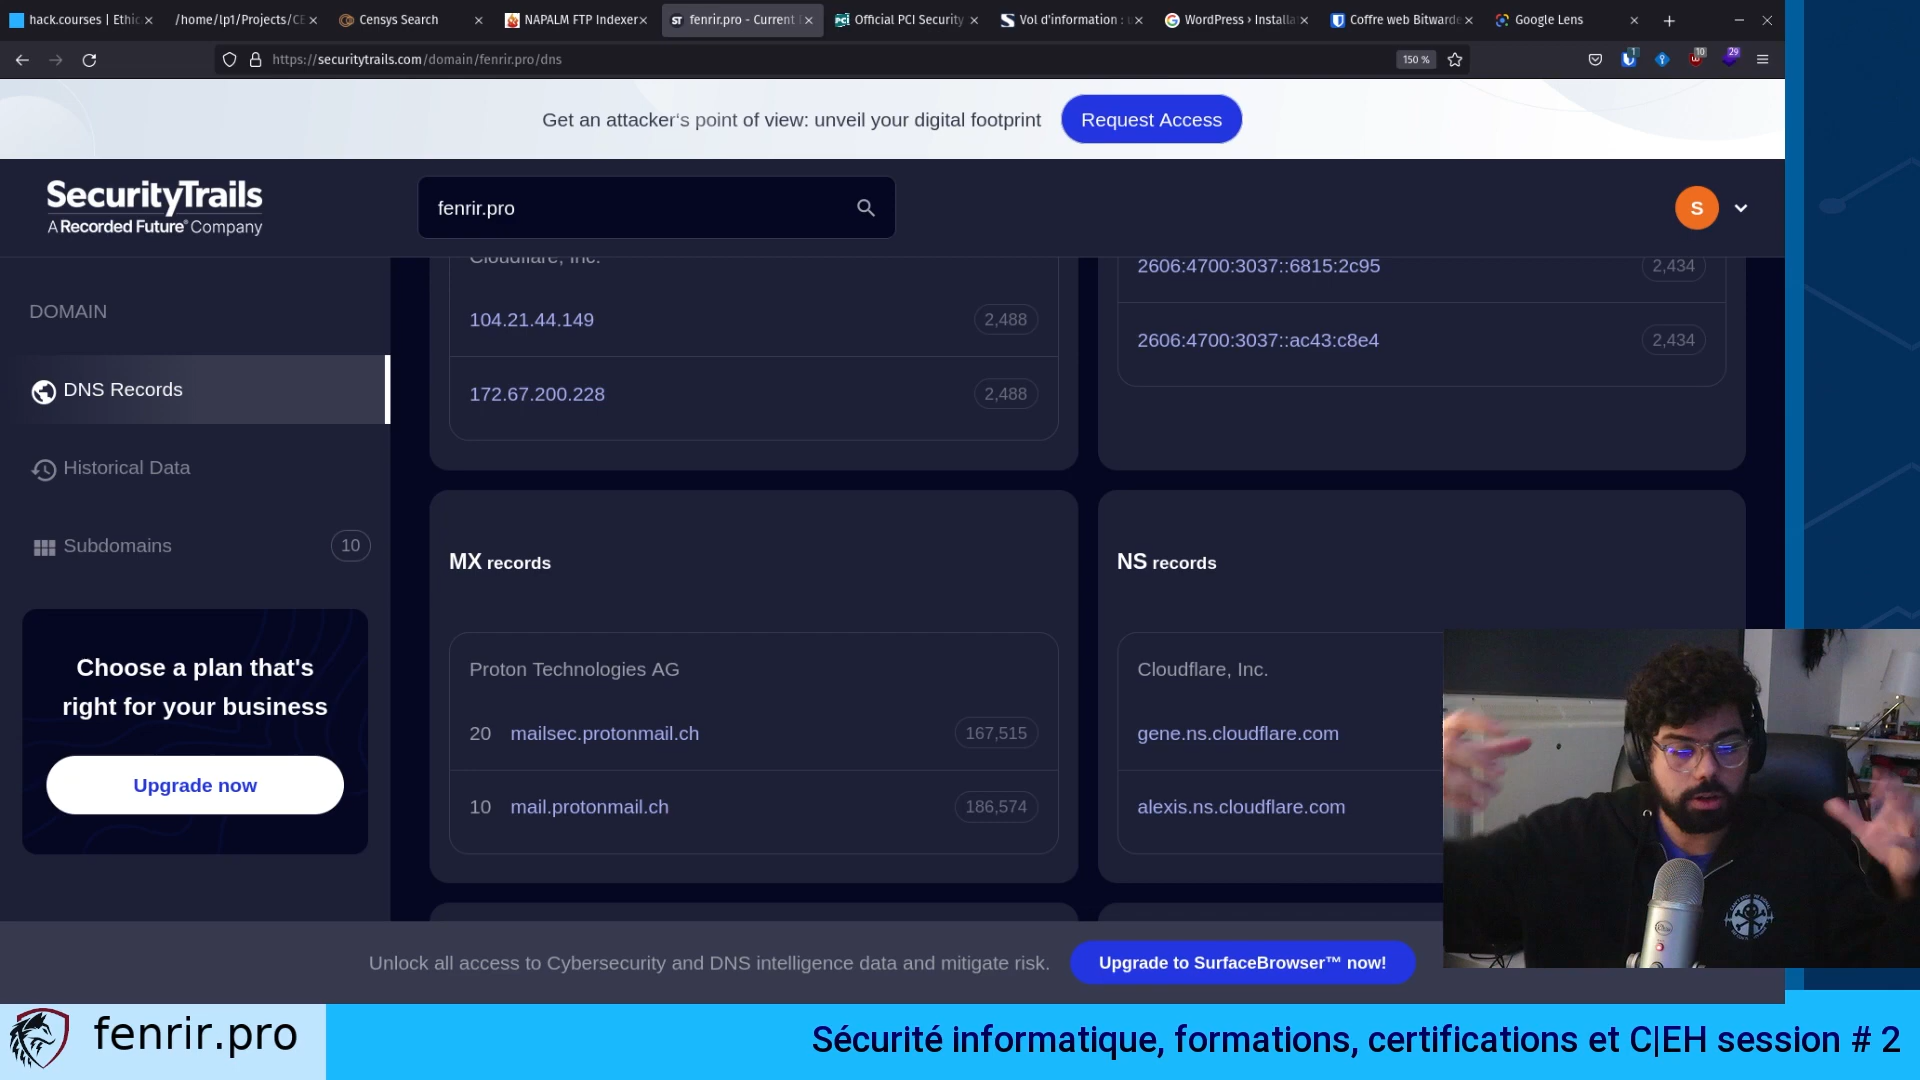 hack.courses | Ethic
/home/lp1/Projects/CE
Censys Search
NAPALM FTP Indexer
ST
fenrir.pro - Current
PCI
Official PCI Security
Vol d'information : u
WordPress › Installa
Coffre web Bitwarde
Google Lens
https://securitytrails.com/domain/fenrir.pro/dns
150 %
1
10
29
Get an attacker's point of view: unveil your digital footprint
Request Access
SecurityTrails
A Recorded Future® Company
fenrir.pro
S
DOMAIN
DNS Records
Historical Data
Subdomains
10
Choose a plan that's
right for your business
Upgrade now
Cloudflare, Inc.
104.21.44.149
2,488
172.67.200.228
2,488
2606:4700:3037::6815:2c95
2,434
2606:4700:3037::ac43:c8e4
2,434
MX records
Proton Technologies AG
20 mailsec.protonmail.ch
167,515
10 mail.protonmail.ch
186,574
NS records
Cloudflare, Inc.
gene.ns.cloudflare.com
alexis.ns.cloudflare.com
Unlock all access to Cybersecurity and DNS intelligence data and mitigate risk.
Upgrade to SurfaceBrowser™ now!
fenrir.pro
Sécurité informatique, formations, certifications et C|EH session # 2